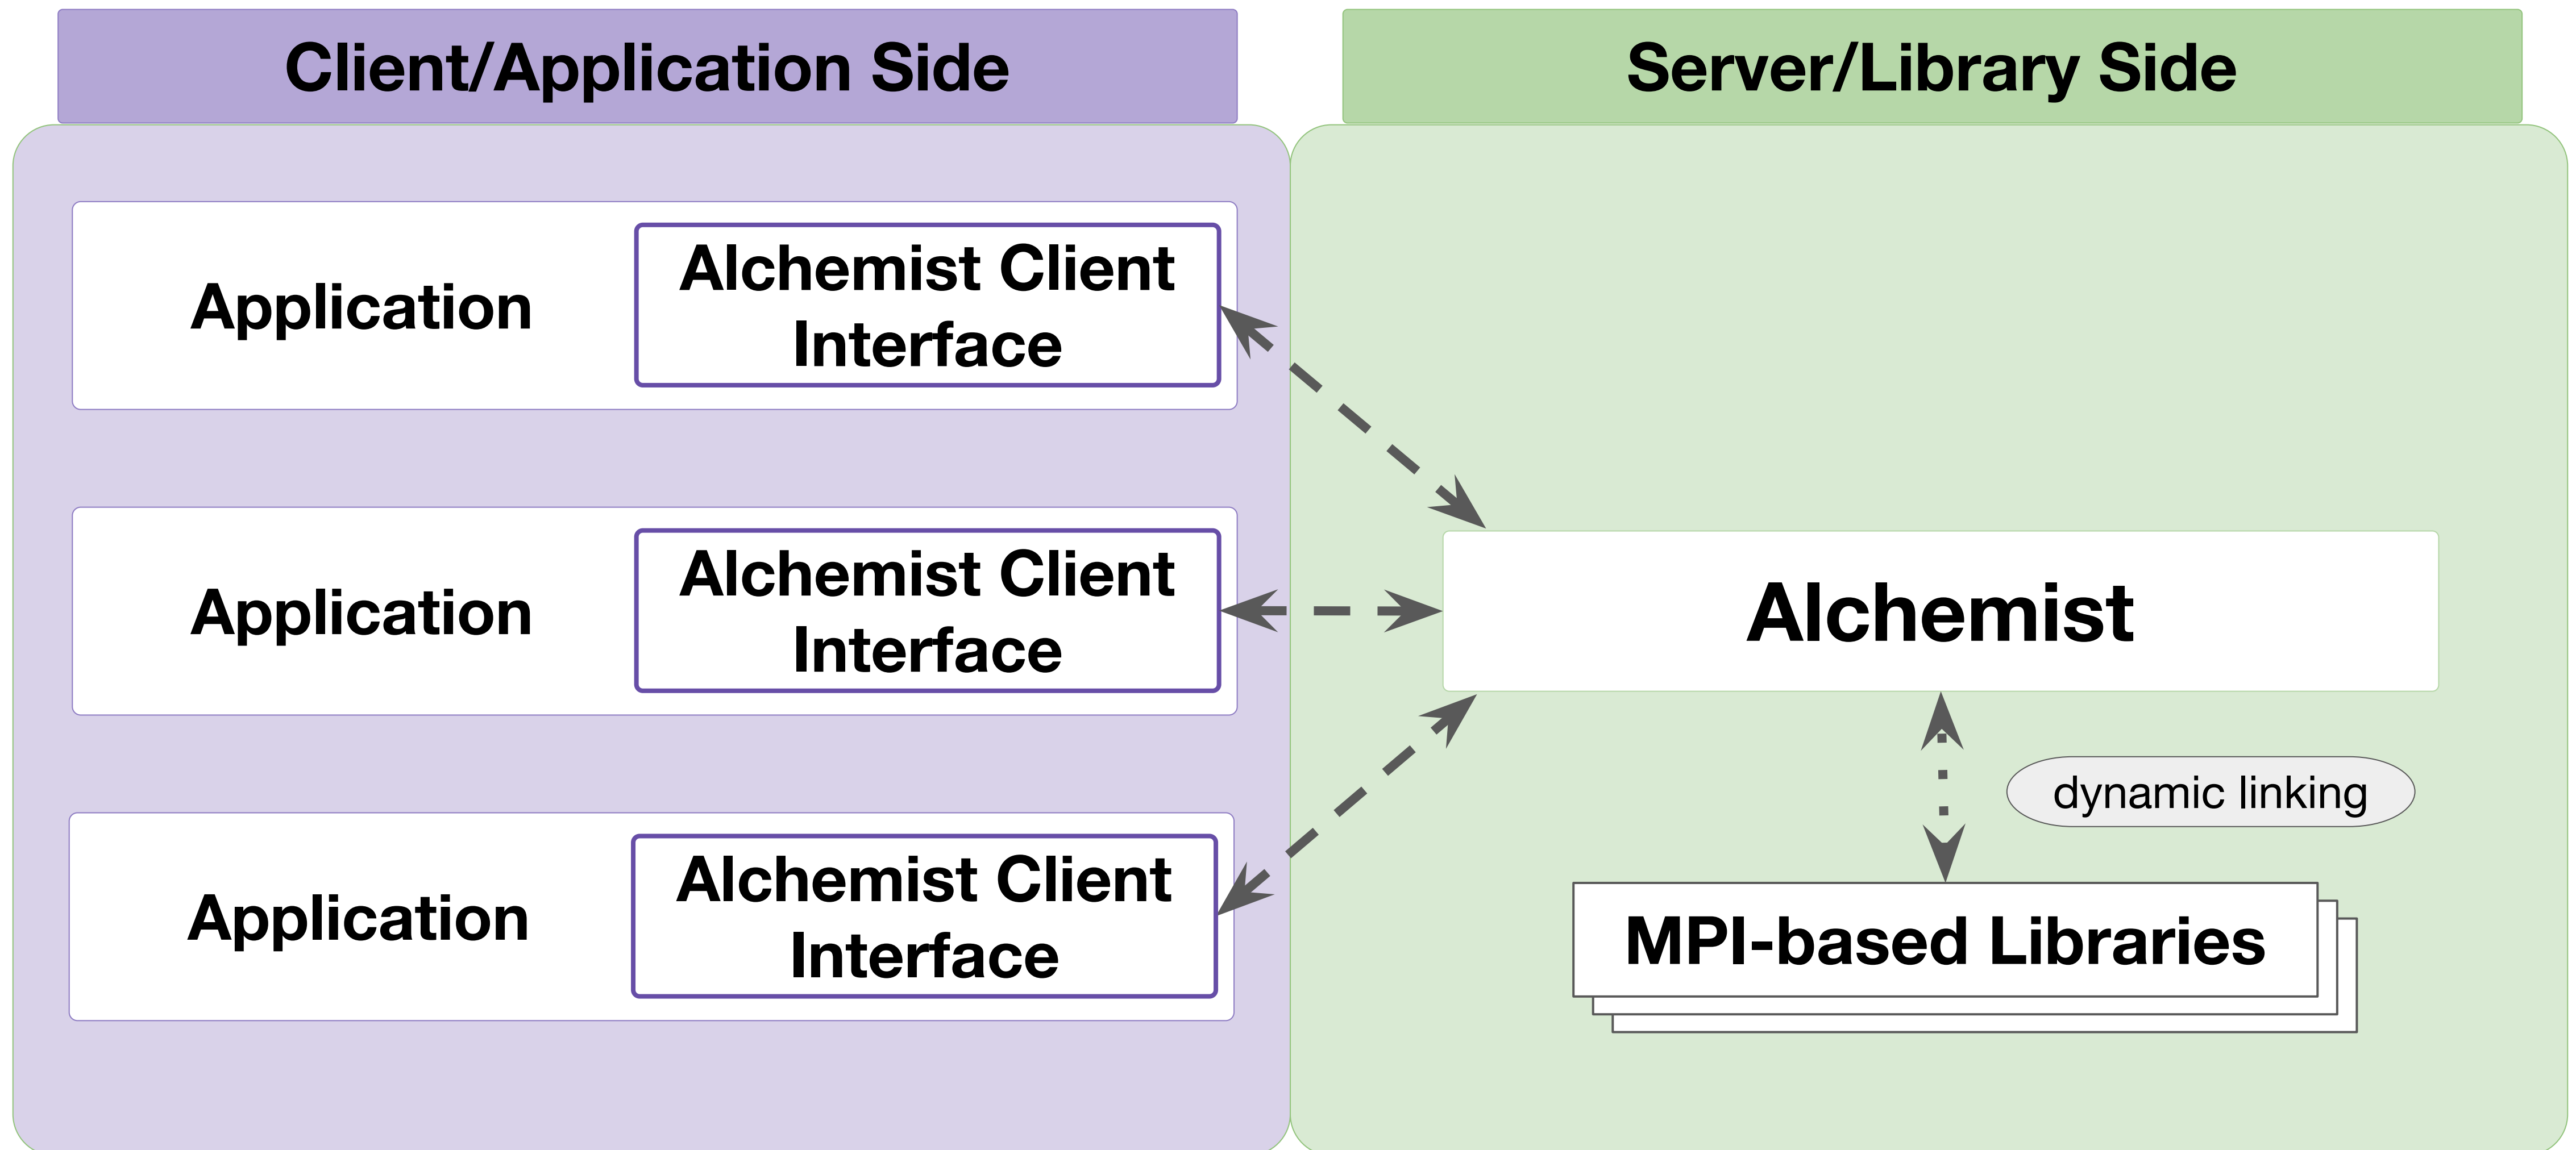 Client/Application Side
Server/Library Side
Application
Alchemist Client
Interface
Application
Alchemist Client
Interface
Application
Alchemist Client
Interface
Alchemist
dynamic linking
MPI-based Libraries